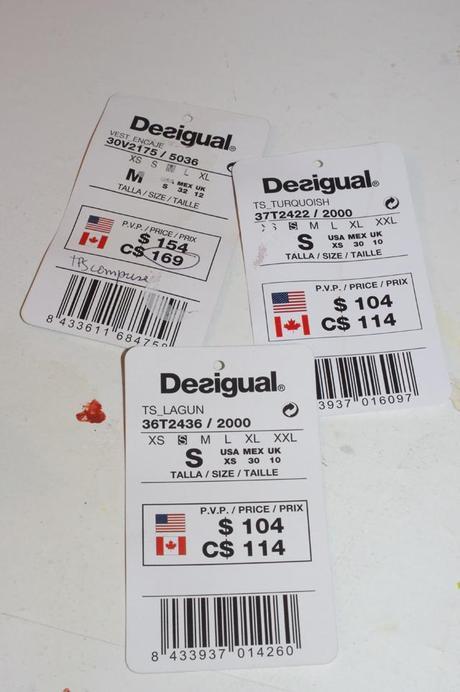 Desigual®
VEST_ENCAJE
30V2175 / 5036
XS S M L XL
M USA MEX UK
S 32 12
TALLA / SIZE / TAILLE
P.V.P. / PRICE / PRIX
$ 154
C$ 169
8 433611
Desigual®
TS_TURQUOISH
37T2422 / 2000
S M L XL XXL
S USA MEX UK
XS 30 10
TALLA / SIZE / TAILLE
P.V.P. / PRICE / PRIX
$ 104
C$ 114
3937 016097
Desigual®
TS_LAGUN
36T2436 / 2000
XS S M L XL XXL
S USA MEX UK
XS 30 10
TALLA / SIZE / TAILLE
P.V.P. / PRICE / PRIX
$ 104
C$ 114
8 433937 014260